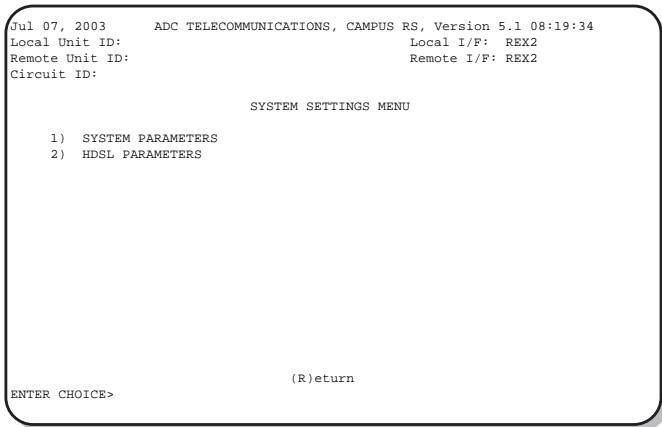 Jul 07, 2003 ADC TELECOMMUNICATIONS, CAMPUS RS, Version 5.1 08:19:34
Local Unit ID: Local I/F: REX2
Remote Unit ID: Remote I/F: REX2
Circuit ID:
SYSTEM SETTINGS MENU
1) SYSTEM PARAMETERS
2) HDSL PARAMETERS
(R)eturn
ENTER CHOICE>